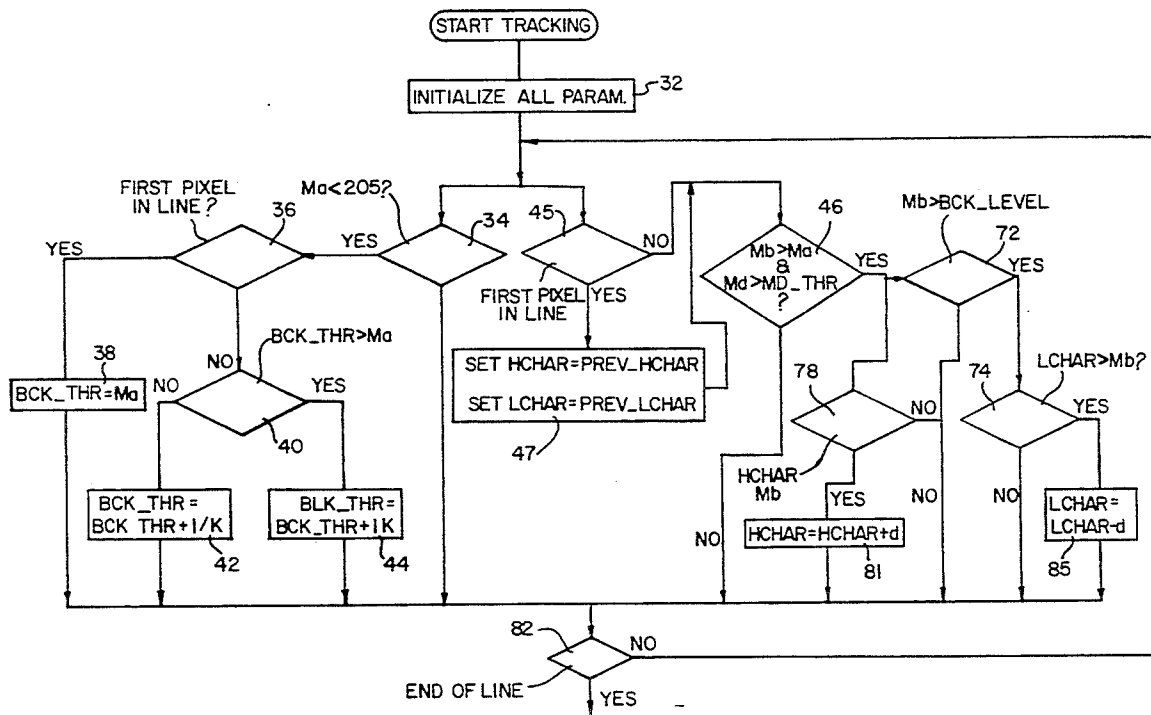 START TRACKING
INITIALIZE ALL PARAM.
32
FIRST PIXEL
IN LINE?
36
Ma<205?
34
YES
YES
45
NO
FIRST PIXEL
IN LINE
YES
46
Mb>Ma
&
Md>MD_THR
?
YES
Mb>BCK_LEVEL
72
YES
38
BCK_THR=Ma
NO
BCK_THR>Ma
NO
YES
40
SET HCHAR=PREV_HCHAR
SET LCHAR=PREV_LCHAR
47
78
NO
HCHAR
Mb
YES
74
LCHAR>Mb?
YES
BCK_THR=
BCK THR+1/K
42
BLK_THR=
BCK_THR+1K
44
NO
HCHAR=HCHAR+d
81
NO
NO
LCHAR=
LCHAR-d
85
82
NO
END OF LINE
YES